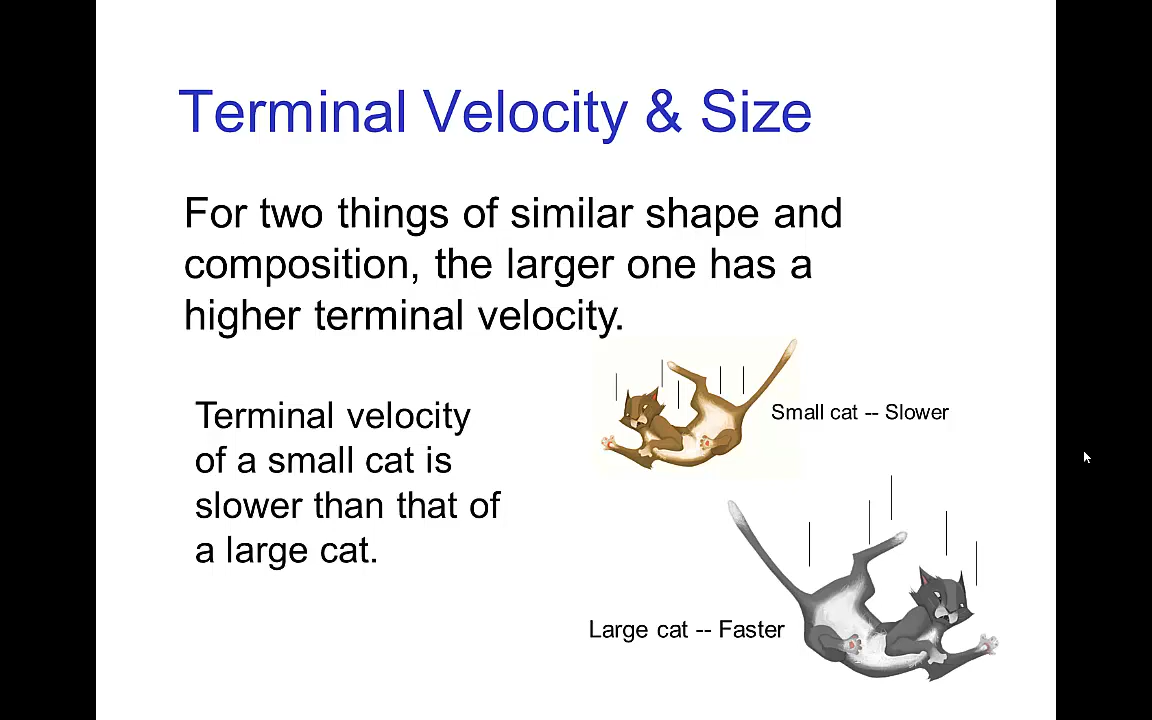 Terminal Velocity & Size
For two things of similar shape and
composition, the larger one has a
higher terminal velocity.
Terminal velocity
of a small cat is
slower than that of
a large cat.
Small cat -- Slower
Large cat -- Faster